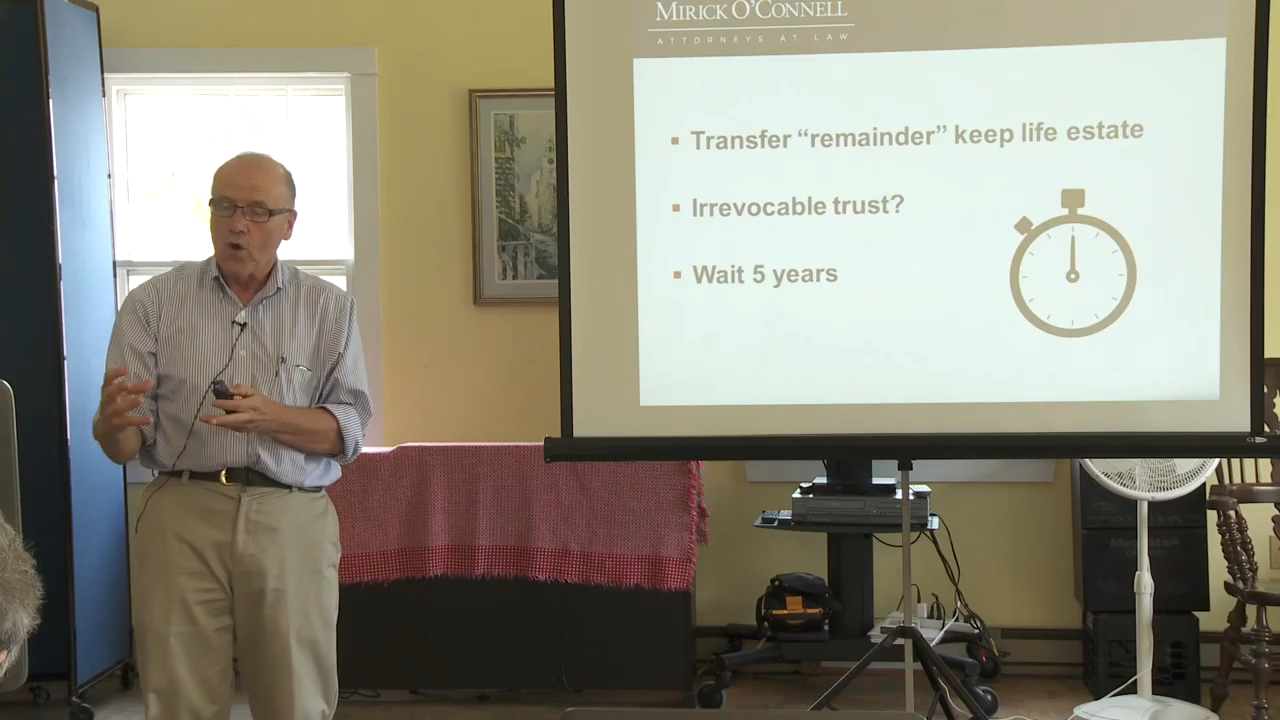 MIRICK O'CONNELL
ATTORNEYS AT LAW
Transfer “remainder” keep life estate
Irrevocable trust?
Wait 5 years